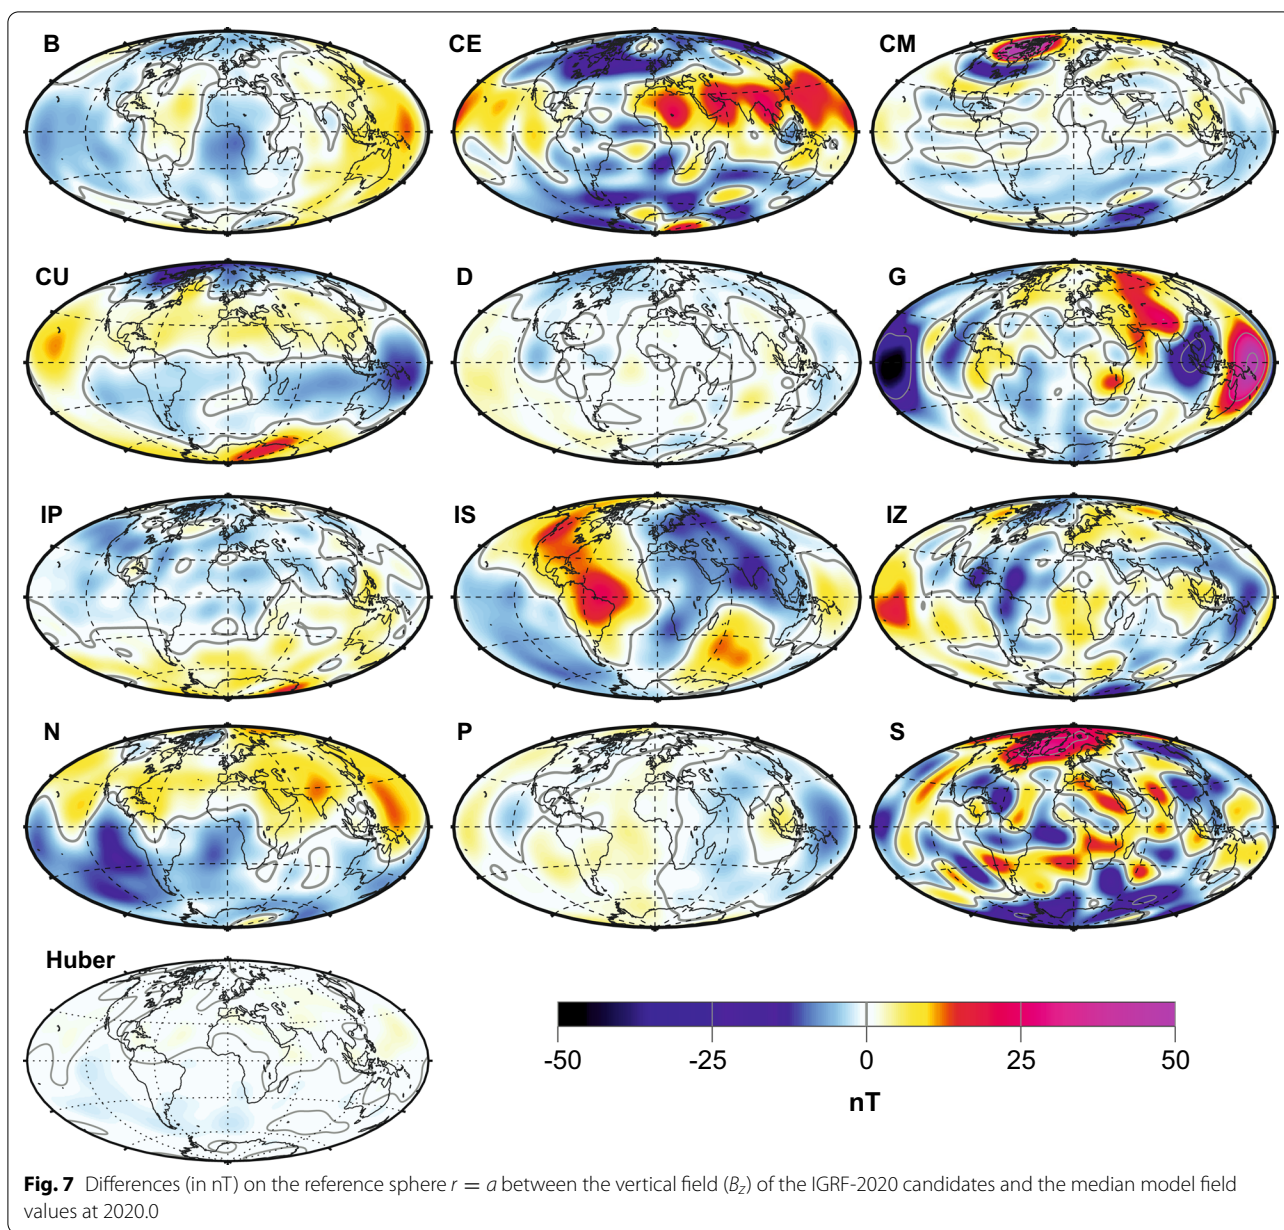 B
CE
CM
CU
D
G
IP
IS
IZ
N
P
S
Huber
-50 -25 0 25 50
nT
Fig. 7 Differences (in nT) on the reference sphere r = a between the vertical field (Bz) of the IGRF-2020 candidates and the median model field
values at 2020.0